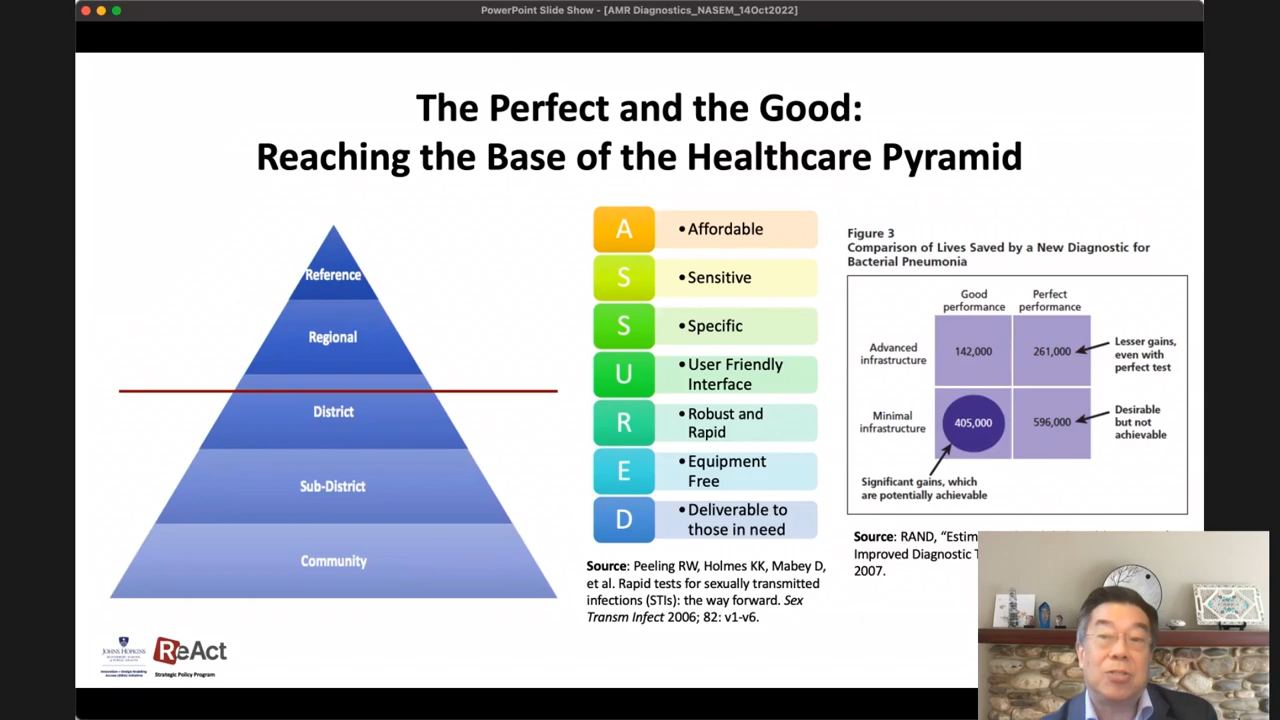 PowerPoint Slide Show - [AMR Diagnostics_NASEM_14Oct2022]
The Perfect and the Good:
Reaching the Base of the Healthcare Pyramid
Reference
Regional
District
Sub-District
Community
A
• Affordable
S
• Sensitive
S
• Specific
U
• User Friendly
Interface
R
• Robust and
Rapid
E
• Equipment
Free
D
• Deliverable to
those in need
Source: Peeling RW, Holmes KK, Mabey D,
et al. Rapid tests for sexually transmitted
infections (STIs): the way forward. Sex
Transm Infect 2006; 82: v1-v6.
Figure 3
Comparison of Lives Saved by a New Diagnostic for
Bacterial Pneumonia
Good
performance
Perfect
performance
Advanced
infrastructure
142,000
261,000
Lesser gains,
even with
perfect test
Minimal
infrastructure
405,000
596,000
Desirable
but not
achievable
Significant gains, which
are potentially achievable
Source: RAND, "Estim
Improved Diagnostic T
2007.
JOHNS HOPKINS
ReAct
Strategic Policy Program